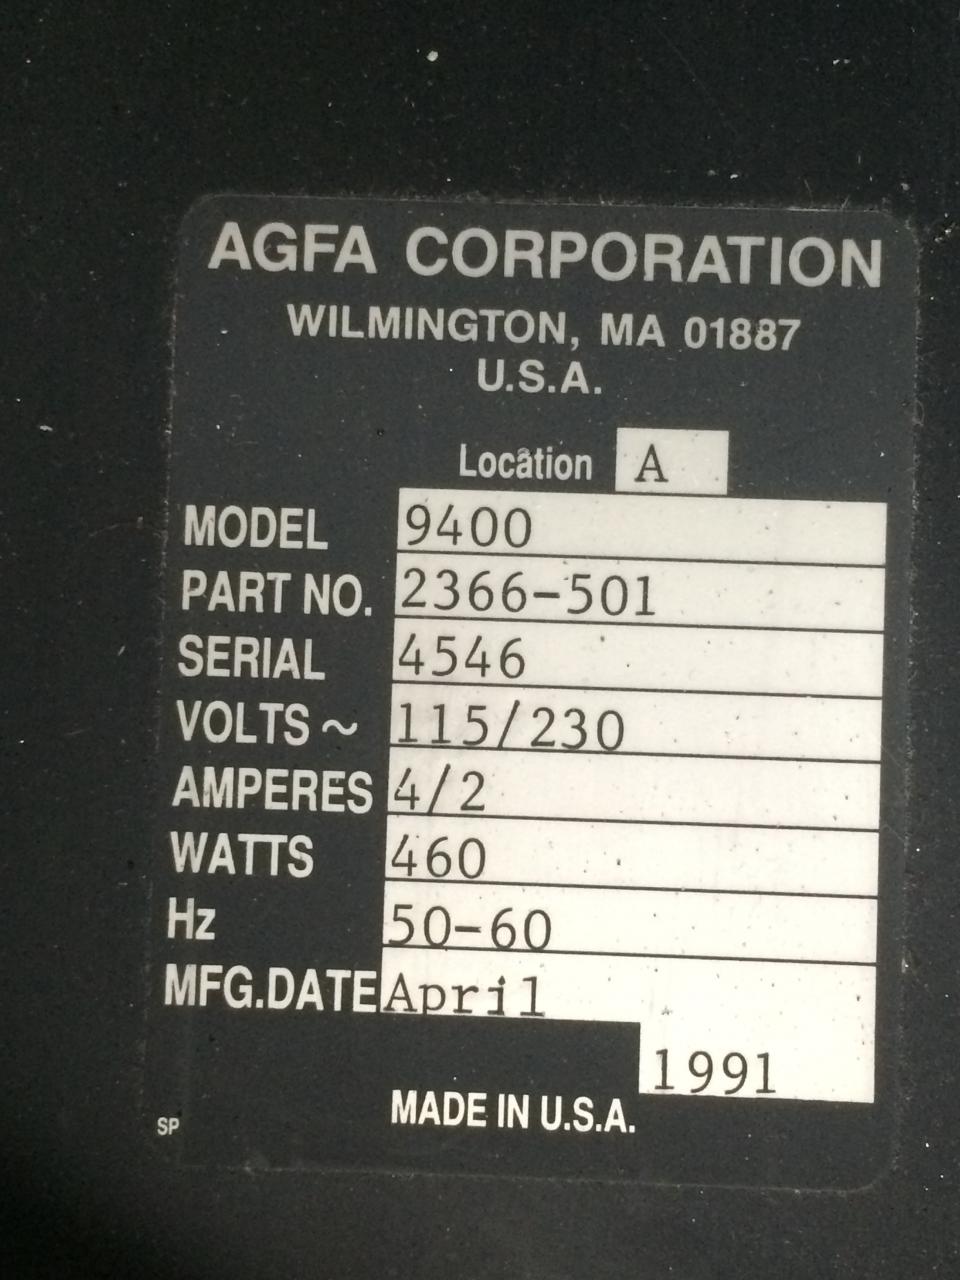 AGFA CORPORATION
WILMINGTON, MA 01887
U.S.A.
Location A
MODEL 9400
PART NO. 2366-501
SERIAL 4546
VOLTS ~ 115/230
AMPERES 4/2
WATTS 460
Hz 50-60
MFG.DATE April
1991
MADE IN U.S.A.
SP